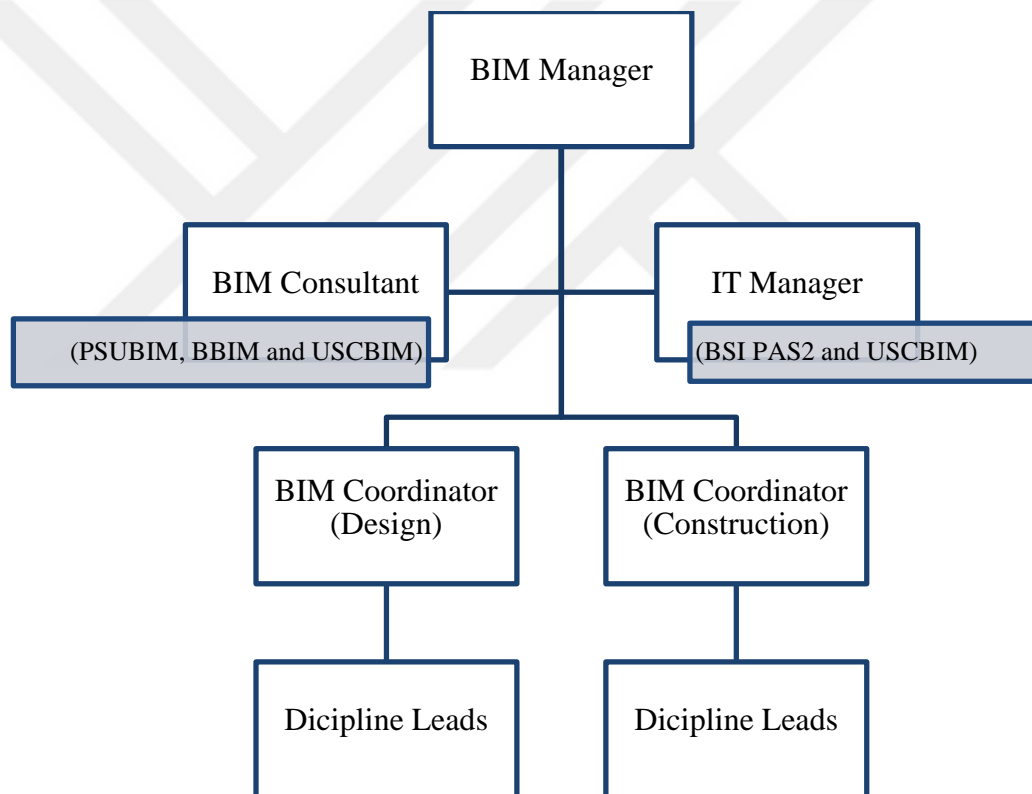 BIM Manager
BIM Consultant
IT Manager
(PSUBIM, BBIM and USCBIM)
(BSI PAS2 and USCBIM)
BIM Coordinator
(Design)
BIM Coordinator
(Construction)
Dicipline Leads
Dicipline Leads